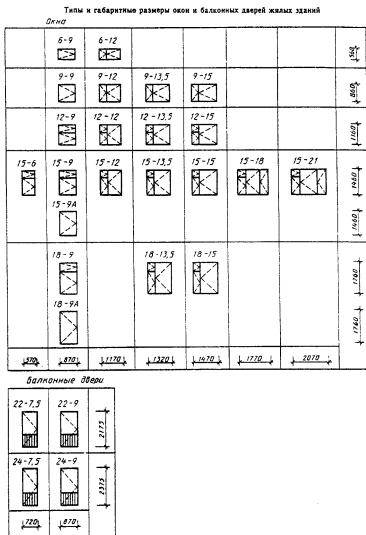 Типы и габаритные размеры окон и балконных дверей жилых зданий
Окна
6-9 6-12
560
9-9 9-12 9-13,5 9-15
860
12-9 12-12 12-13,5 12-15
1160
15-6 15-9 15-12 15-13,5 15-15 15-18 15-21
1460
15-9А
1460
18-9 18-13,5 18-15
1760
18-9А
1760
570 870 1170 1320 1470 1770 2070
Балконные двери
22-7,5 22-9
2175
24-7,5 24-9
2375
720 870